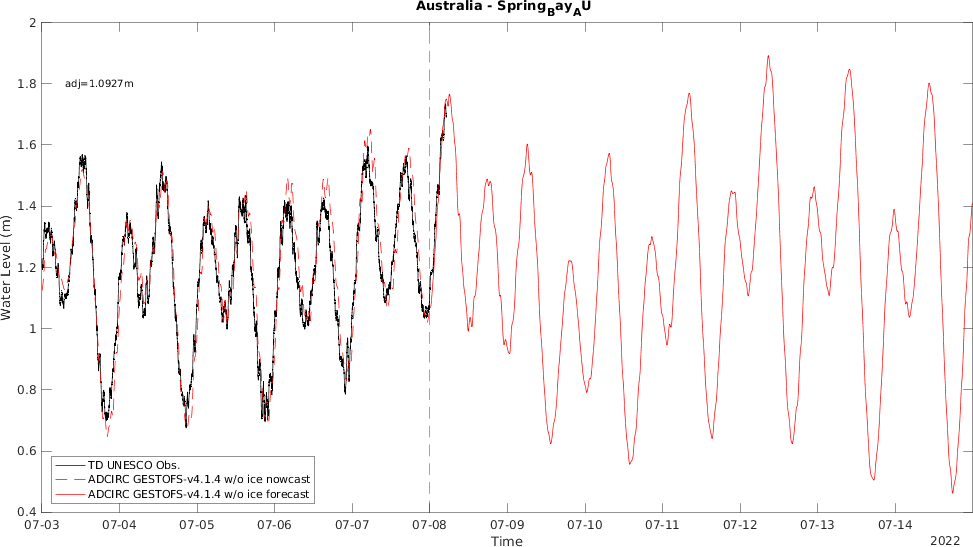 Australia - Spring_Bay_AU
2
1.8
adj=1.0927m
1.6
1.4
1.2
1
0.8
0.6
0.4
Water Level (m)
TD UNESCO Obs.
ADCIRC GESTOFS-v4.1.4 w/o ice nowcast
ADCIRC GESTOFS-v4.1.4 w/o ice forecast
07-03 07-04 07-05 07-06 07-07 07-08 07-09 07-10 07-11 07-12 07-13 07-14
Time
2022